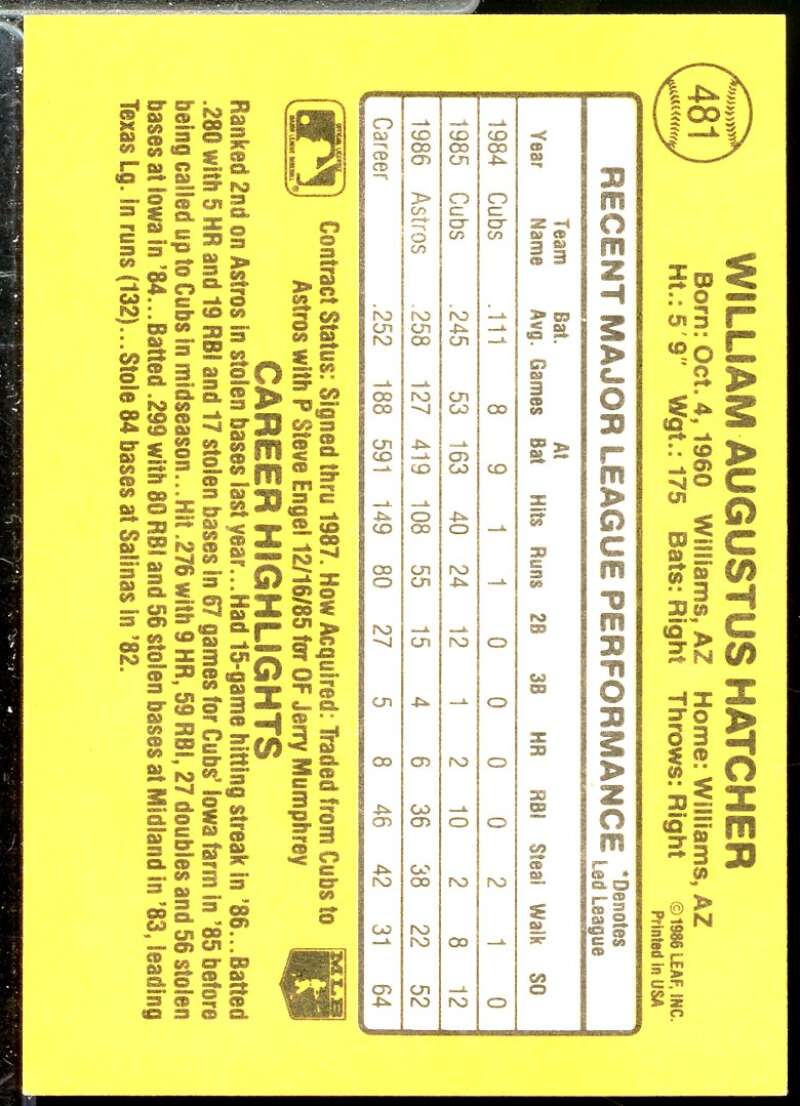 481
WILLIAM AUGUSTUS HATCHER
Born: Oct. 4, 1960 Williams, AZ Home: Williams, AZ
Ht.: 5' 9" Wgt.: 175 Bats: Right Throws: Right
© 1986 LEAF, INC.
Printed in USA
RECENT MAJOR LEAGUE PERFORMANCE *Denotes
Led League
Team Bat. At
Year Name Avg. Games Bat Hits Runs 2B 3B HR RBI Steal Walk SO
1984 Cubs .111 8 9 1 1 0 0 0 0 2 1 0
1985 Cubs .245 53 163 40 24 12 1 2 10 2 8 12
1986 Astros .258 127 419 108 55 15 4 6 36 38 22 52
Career .252 188 591 149 80 27 5 8 46 42 31 64
Contract Status: Signed thru 1987. How Acquired: Traded from Cubs to
Astros with P Steve Engel 12/16/85 for OF Jerry Mumphrey
MLB
CAREER HIGHLIGHTS
Ranked 2nd on Astros in stolen bases last year...Had 15-game hitting streak in '86...Batted
.280 with 5 HR and 19 RBI and 17 stolen bases in 67 games for Cubs' Iowa farm in '85 before
being called up to Cubs in midseason...Hit .276 with 9 HR, 59 RBI, 27 doubles and 56 stolen
bases at Iowa in '84...Batted .299 with 80 RBI and 56 stolen bases at Midland in '83, leading
Texas Lg. in runs (132)...Stole 84 bases at Salinas in '82.